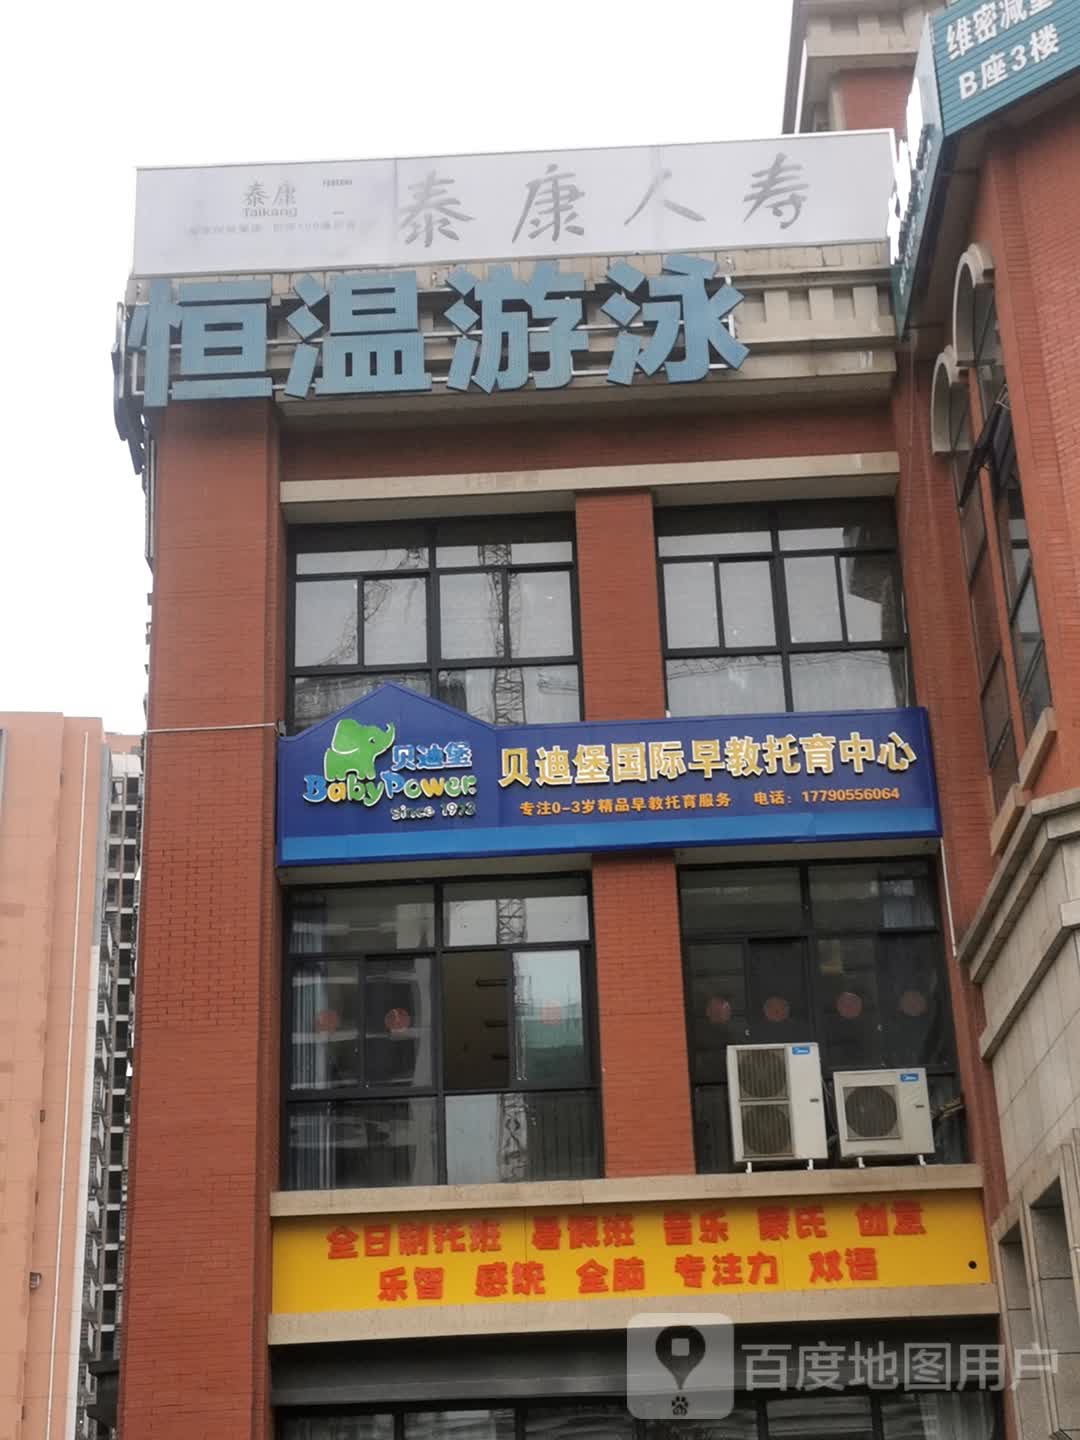 维密减重
B座3楼
泰康
Taikang
泰康人寿
恒温游泳
贝迪堡
BabyPower
since 1973
贝迪堡国际早教托育中心
专注0-3岁精品早教托育服务 电话：17790556064
全日制托班 暑假班 音乐 蒙氏 创意
乐智 感统 全脑 专注力 双语
Midea
Midea
百度地图用户